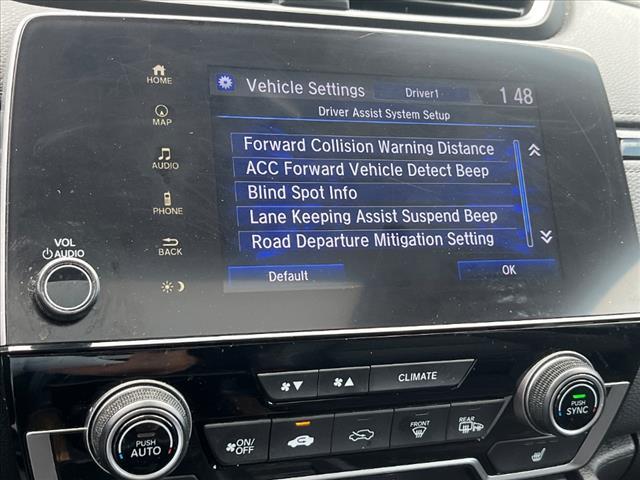 HOME
Vehicle Settings Driver1 1 48
Driver Assist System Setup
MAP
Forward Collision Warning Distance
ACC Forward Vehicle Detect Beep
AUDIO
Blind Spot Info
PHONE
Lane Keeping Assist Suspend Beep
BACK
Road Departure Mitigation Setting
VOL
AUDIO
Default OK
CLIMATE
PUSH
AUTO
ON/
OFF
FRONT
REAR
PUSH
SYNC